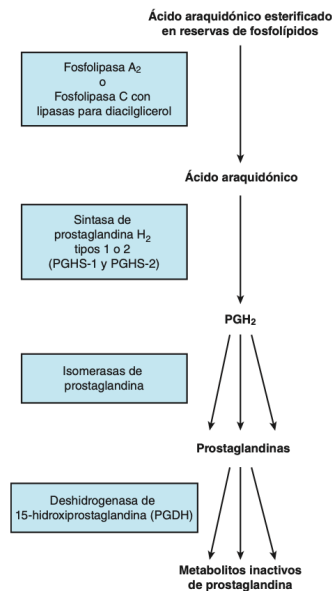 Ácido araquidónico esterificado
en reservas de fosfolípidos
Fosfolipasa A₂
o
Fosfolipasa C con
lipasas para diacilglicerol
Ácido araquidónico
Sintasa de
prostaglandina H₂
tipos 1 o 2
(PGHS-1 y PGHS-2)
PGH₂
Isomerasas de
prostaglandina
Prostaglandinas
Deshidrogenasa de
15-hidroxiprostaglandina (PGDH)
Metabolitos inactivos
de prostaglandina